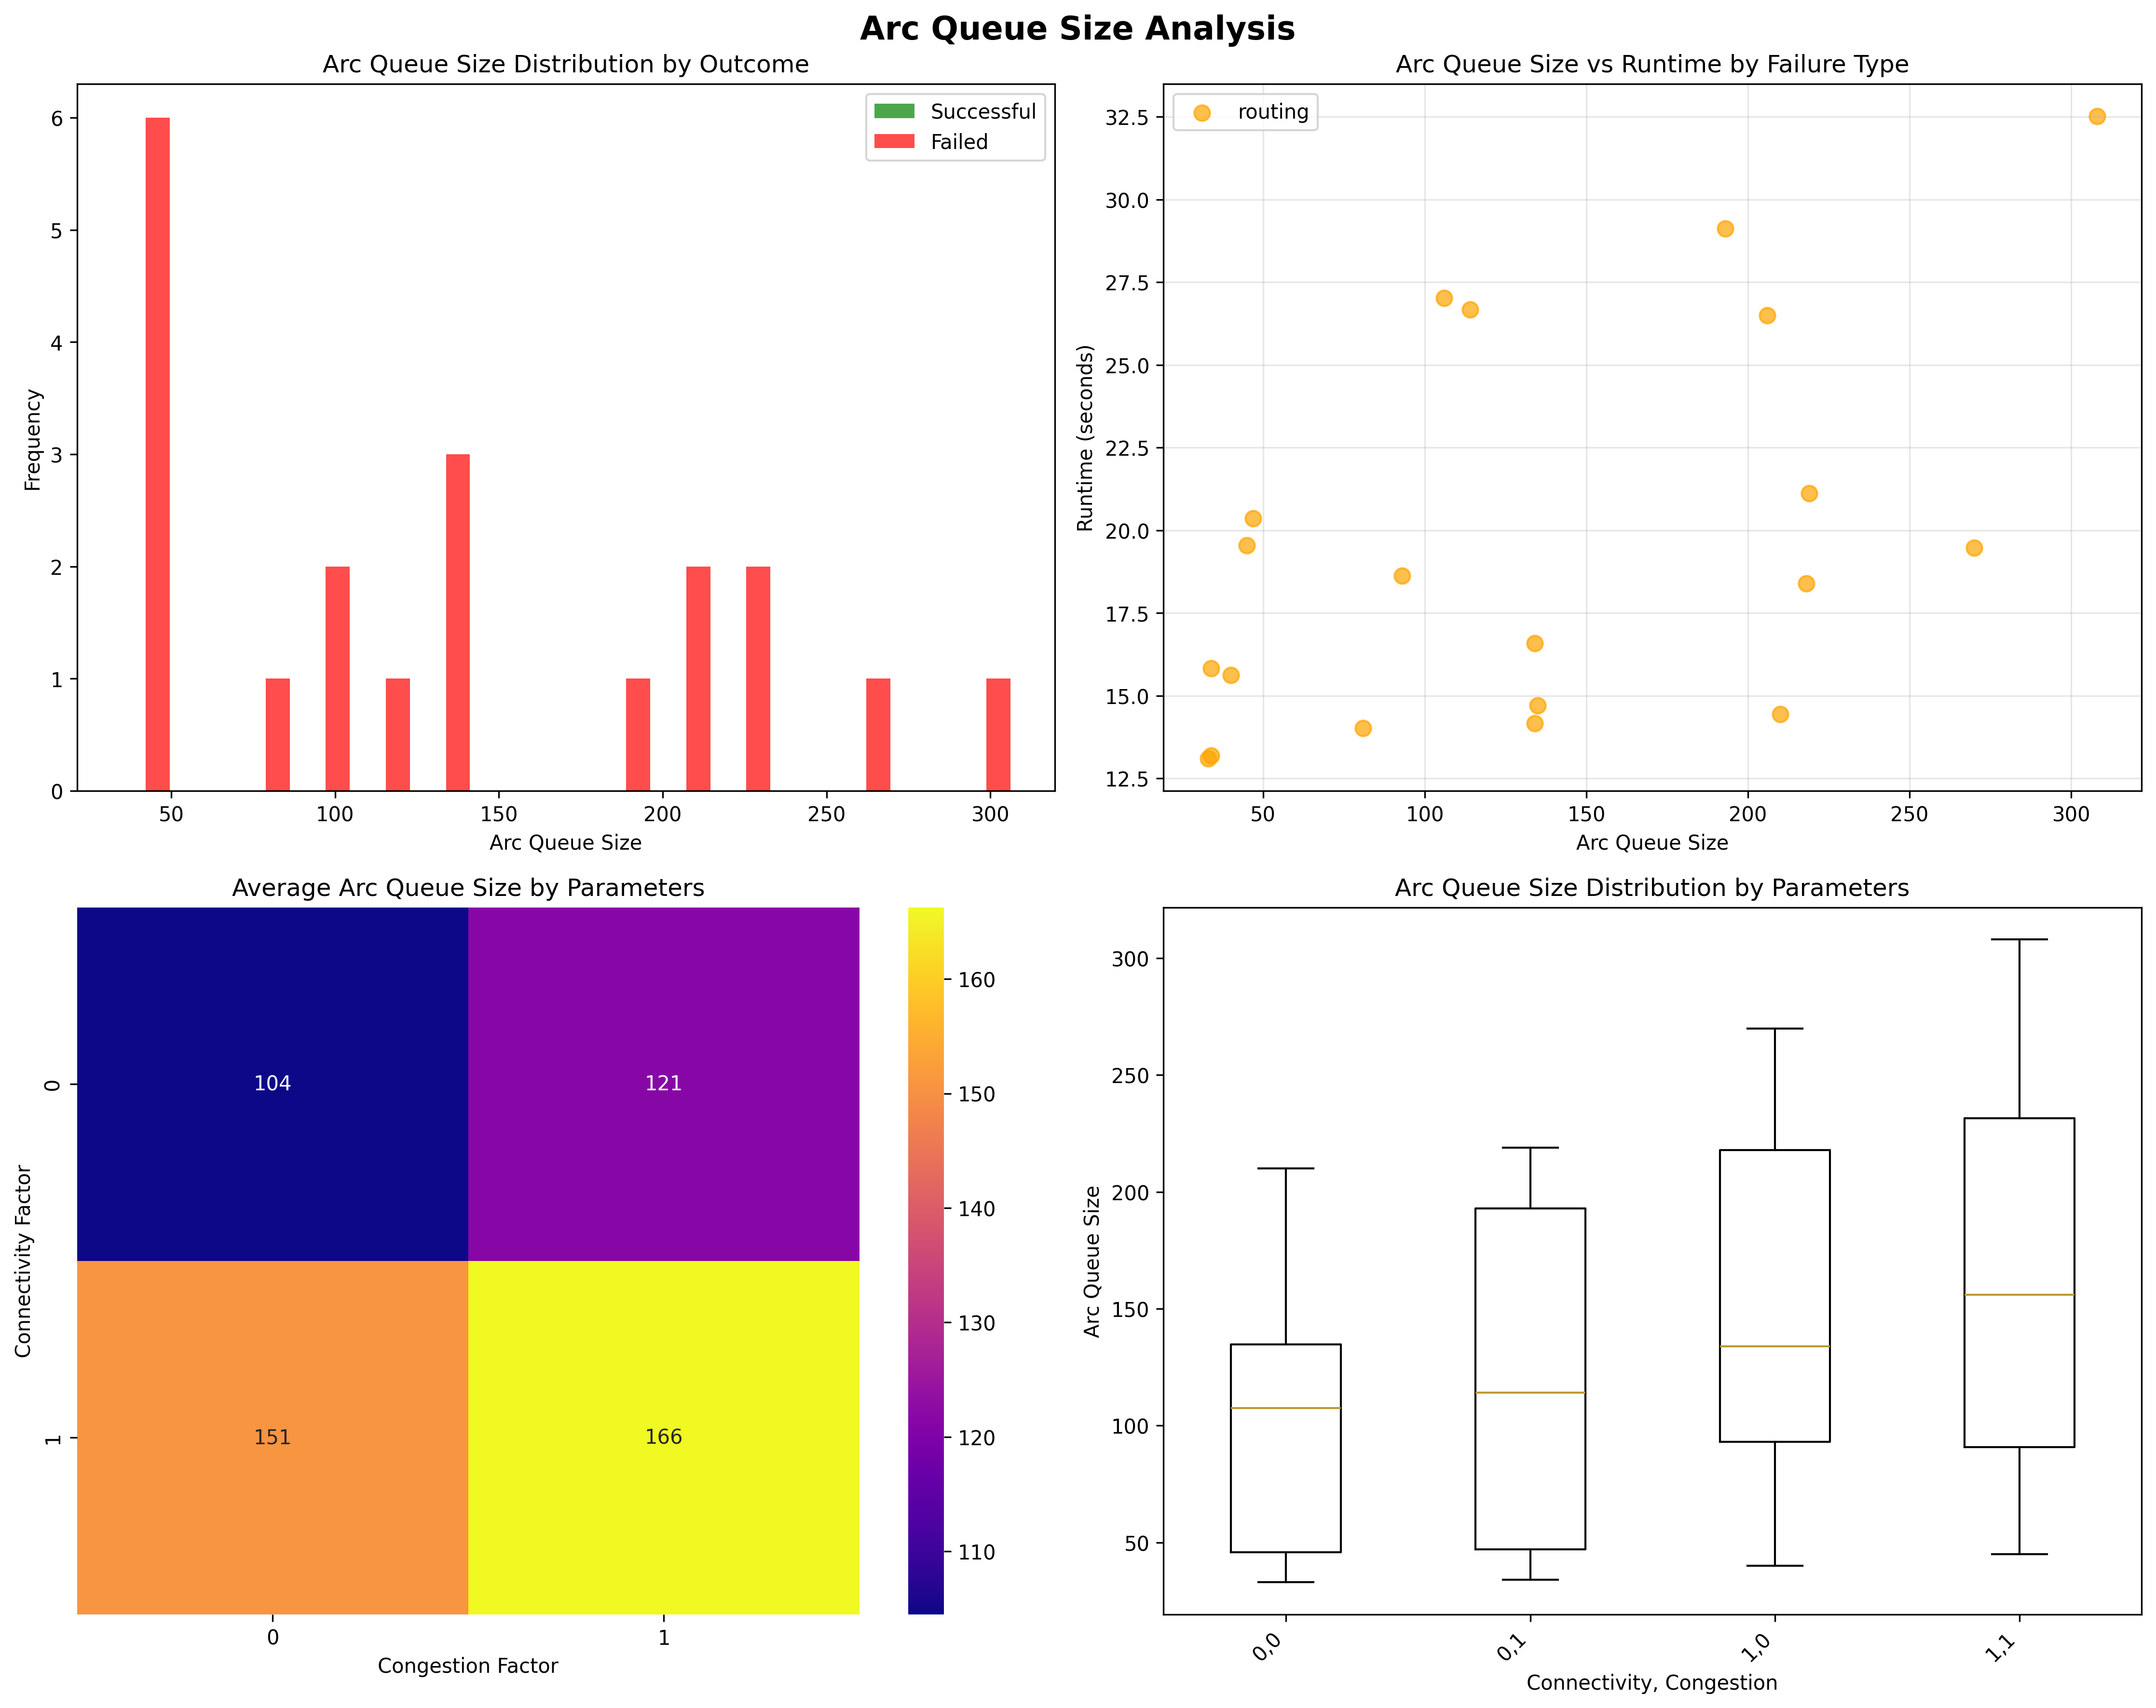 Arc Queue Size Analysis
Arc Queue Size Distribution by Outcome
Successful
Failed
6
5
4
3
2
1
0
Frequency
50 100 150 200 250 300
Arc Queue Size
Arc Queue Size vs Runtime by Failure Type
routing
32.5
30.0
27.5
25.0
22.5
20.0
17.5
15.0
12.5
Runtime (seconds)
50 100 150 200 250 300
Arc Queue Size
Average Arc Queue Size by Parameters
0
1
Connectivity Factor
104 121
151 166
0 1
Congestion Factor
160
150
140
130
120
110
Arc Queue Size Distribution by Parameters
300
250
200
150
100
50
Arc Queue Size
0,0 0,1 1,0 1,1
Connectivity, Congestion